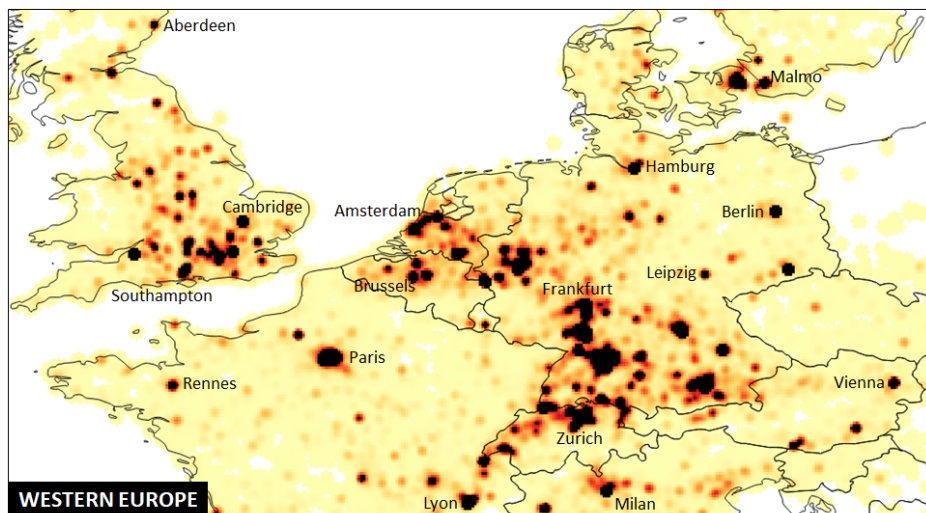 Aberdeen
Malmo
Hamburg
Cambridge
Amsterdam
Berlin
Leipzig
Brussels
Frankfurt
Southampton
Paris
Rennes
Vienna
Zurich
Lyon
Milan
WESTERN EUROPE